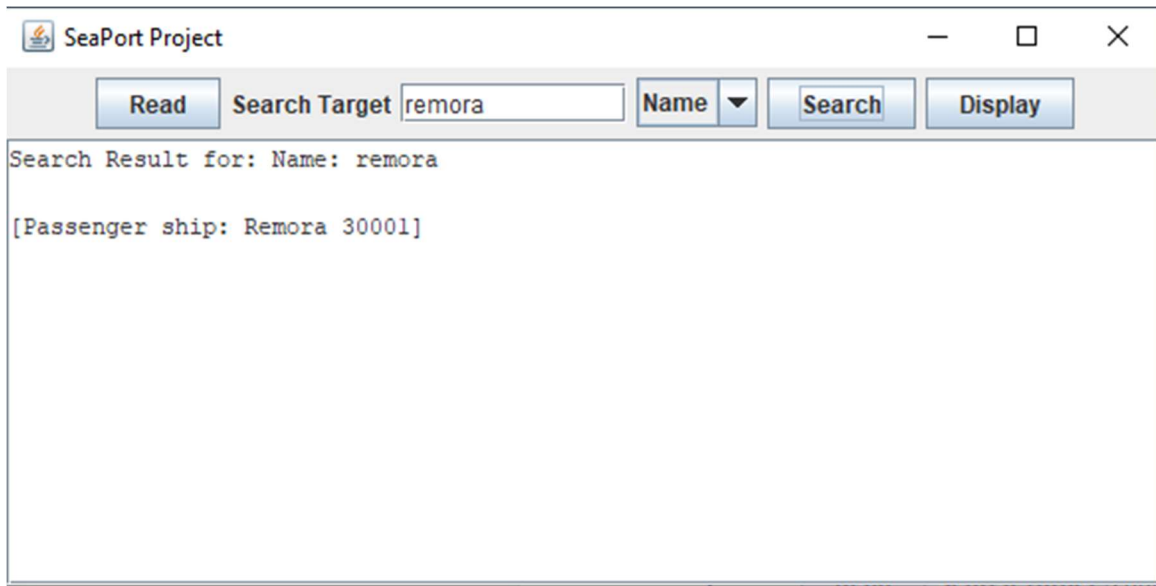 SeaPort Project
Read Search Target remora Name Search Display
Search Result for: Name: remora
[Passenger ship: Remora 30001]